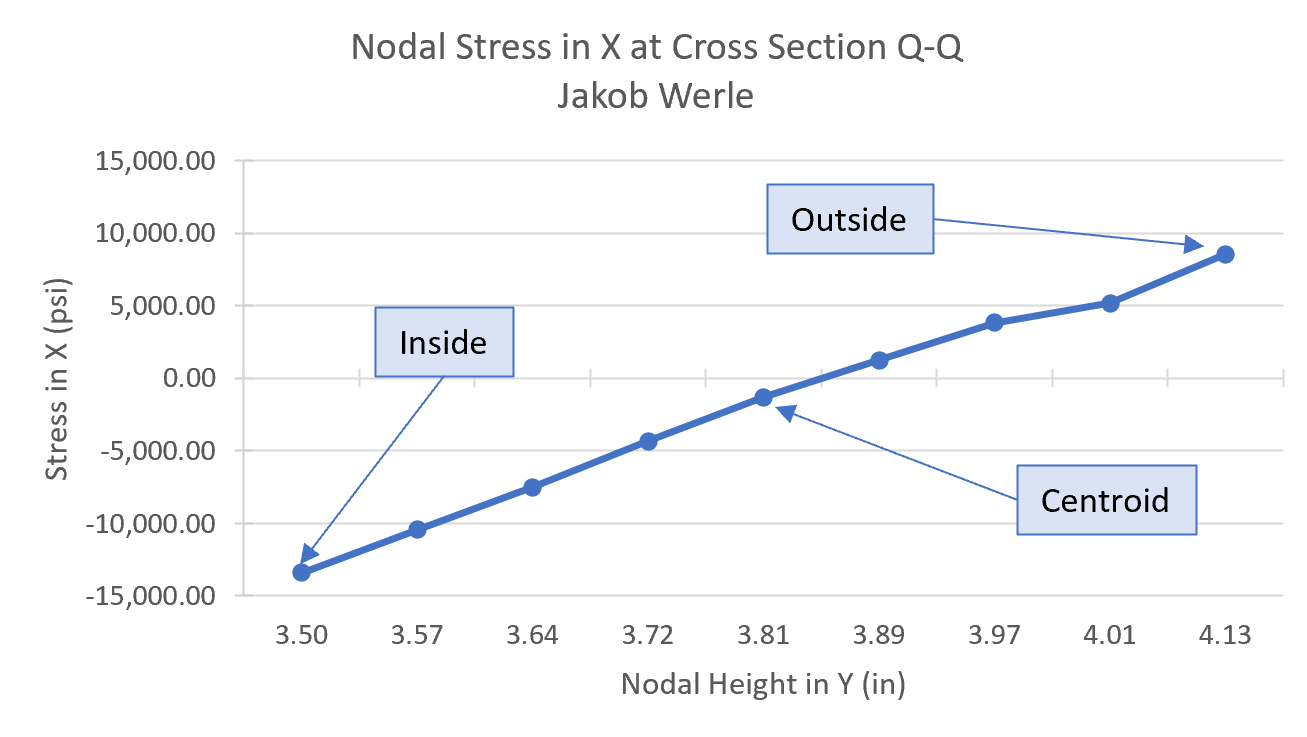 Nodal Stress in X at Cross Section Q-Q
Jakob Werle
15,000.00
10,000.00
5,000.00
0.00
-5,000.00
-10,000.00
-15,000.00
Stress in X (psi)
Outside
Inside
Centroid
3.50 3.57 3.64 3.72 3.81 3.89 3.97 4.01 4.13
Nodal Height in Y (in)